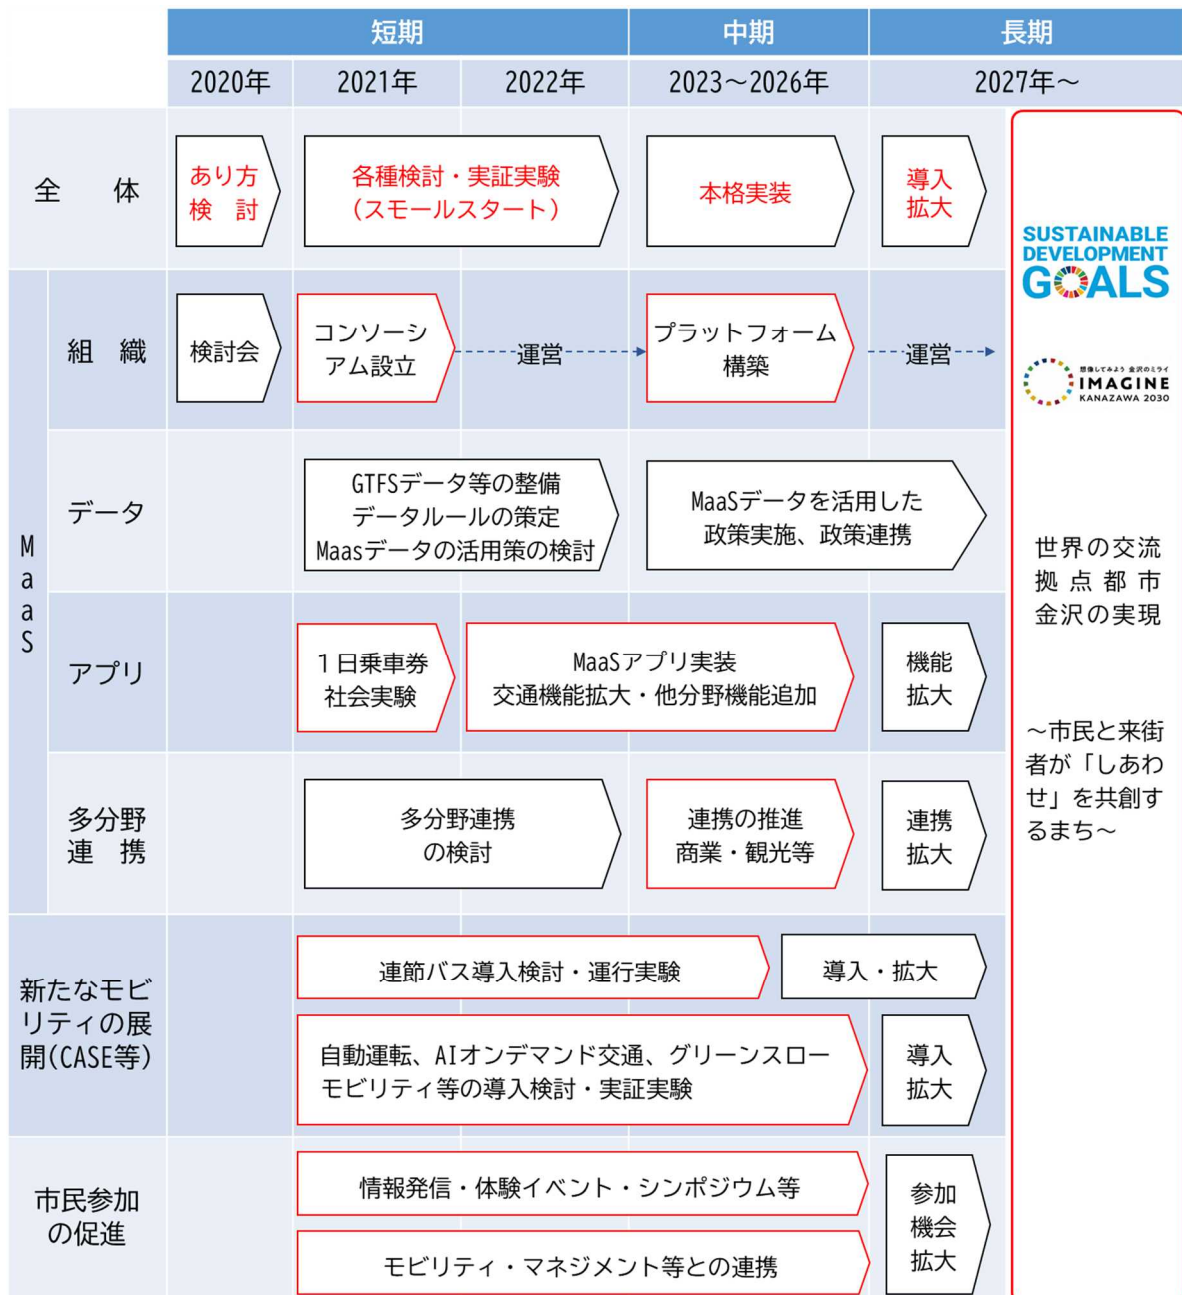 短期
中期
長期
2020年
2021年
2022年
2023～2026年
2027年～
全　体
あり方
検　討
各種検討・実証実験
(スモールスタート)
本格実装
導入
拡大
MaaS
組　織
検討会
コンソーシ
アム設立
運営
プラットフォーム
構築
運営
データ
GTFSデータ等の整備
データルールの策定
Maasデータの活用策の検討
MaaSデータを活用した
政策実施、政策連携
アプリ
１日乗車券
社会実験
MaaSアプリ実装
交通機能拡大・他分野機能追加
機能
拡大
多分野
連　携
多分野連携
の検討
連携の推進
商業・観光等
連携
拡大
新たなモビ
リティの展
開(CASE等)
連節バス導入検討・運行実験
導入・拡大
自動運転、AIオンデマンド交通、グリーンスロー
モビリティ等の導入検討・実証実験
導入
拡大
市民参加
の促進
情報発信・体験イベント・シンポジウム等
モビリティ・マネジメント等との連携
参加
機会
拡大
SUSTAINABLE
DEVELOPMENT
GOALS
想像してみよう 金沢のミライ
IMAGINE
KANAZAWA 2030
世界の交流
拠点都市
金沢の実現
～市民と来街
者が「しあわ
せ」を共創す
るまち～